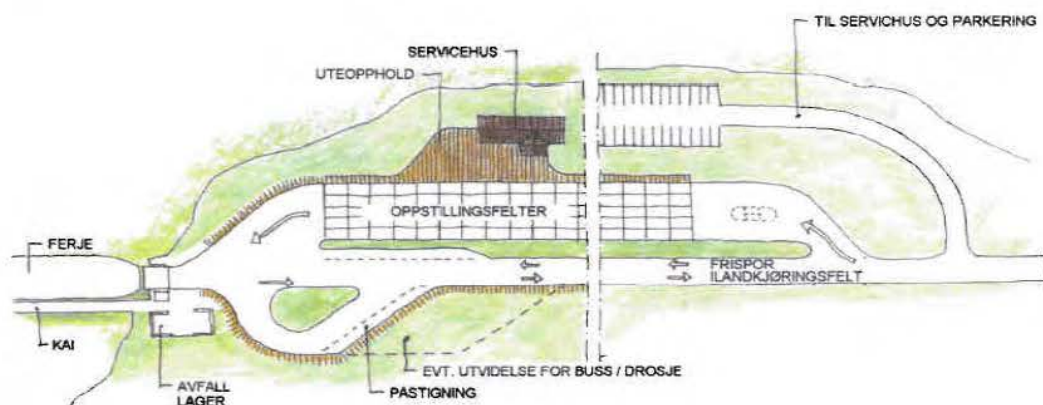 TIL SERVICHUS OG PARKERING
SERVICEHUS
UTEOPPHOLD
OPPSTILLINGSFELTER
FERJE
FRISPOR
ILANDKJØRINGSFELT
KAI
EVT. UTVIDELSE FOR BUSS / DROSJE
AVFALL
LAGER
PASTIGNING